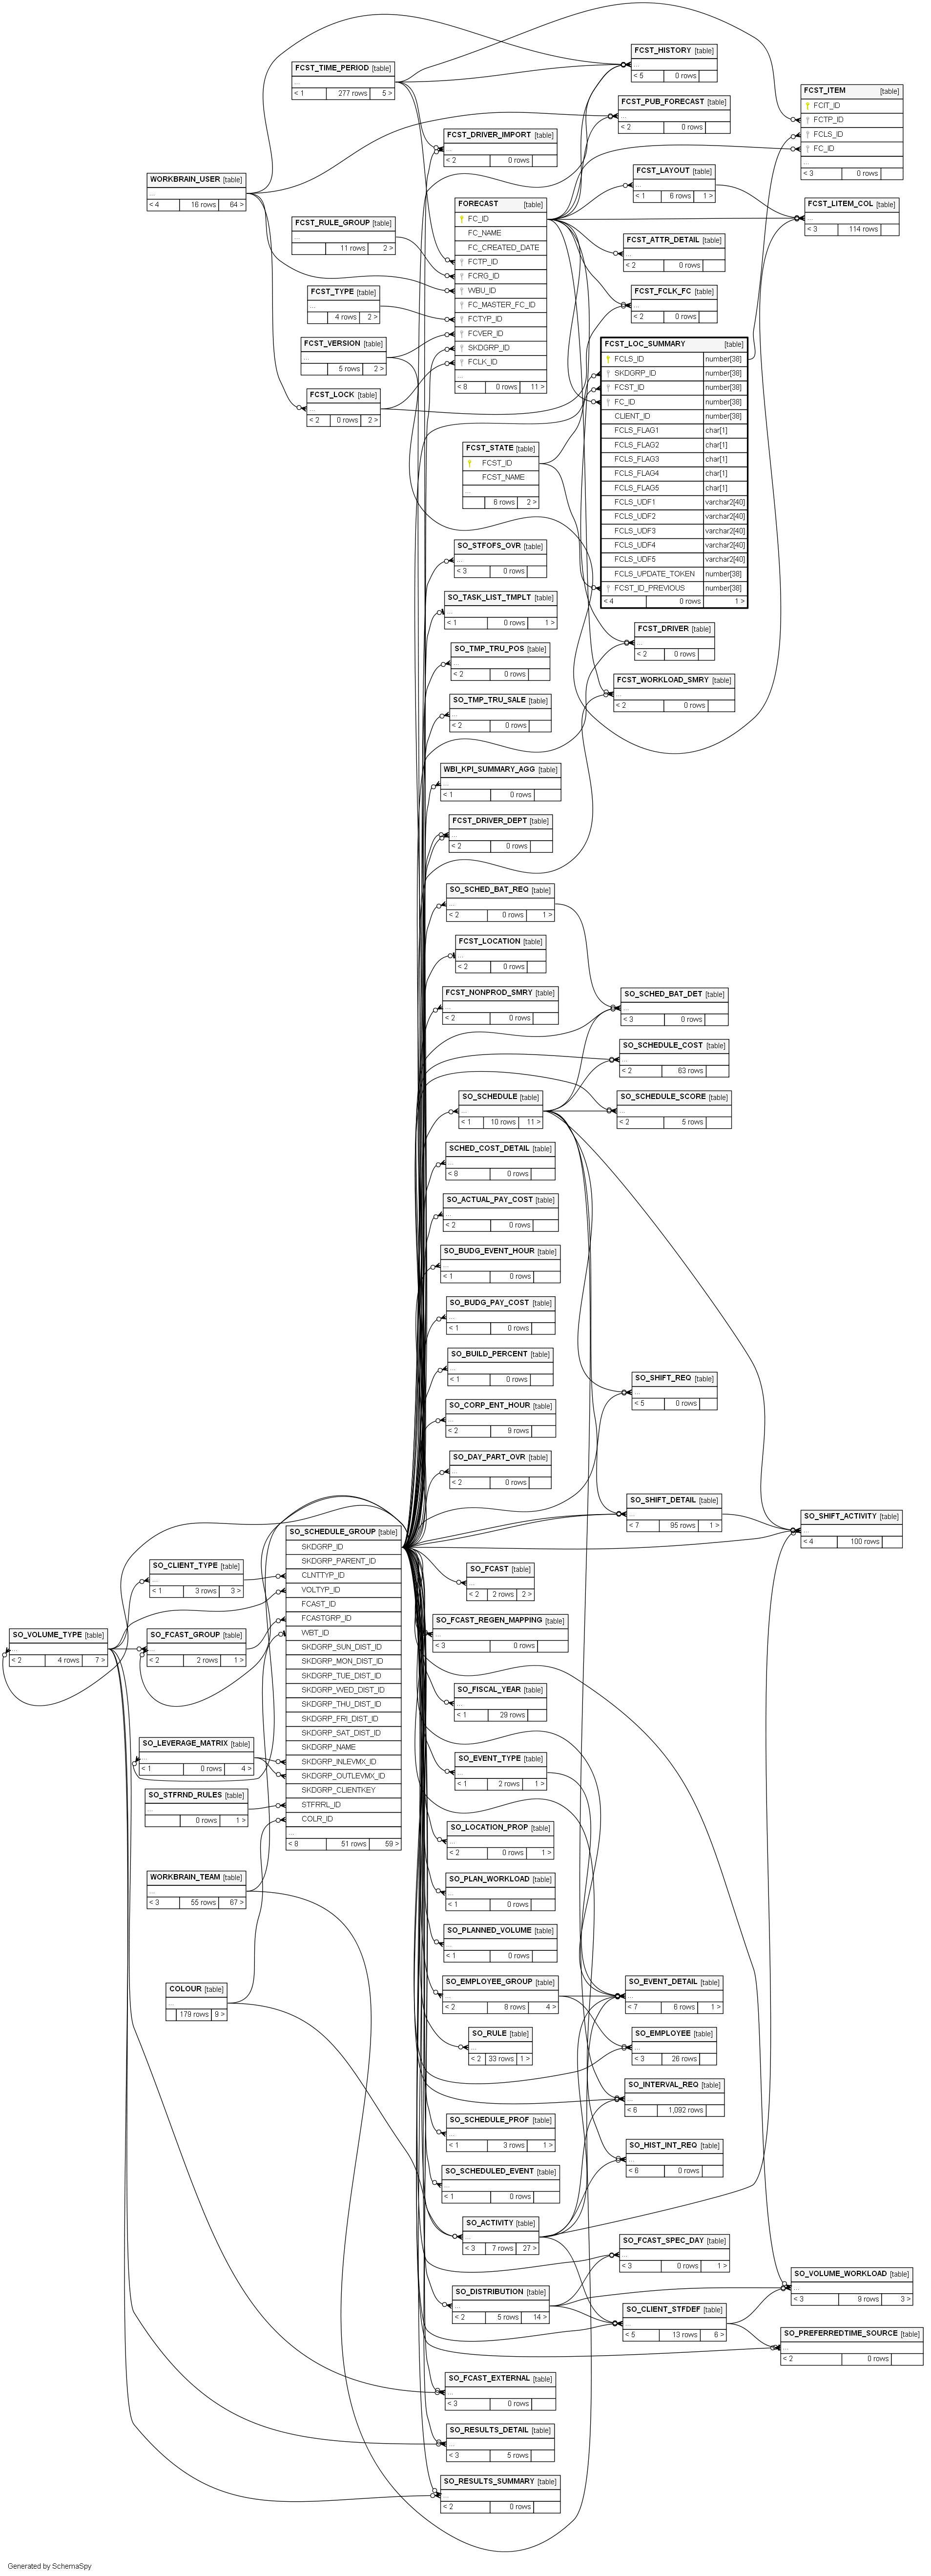 FCST_HISTORY [table]
...
< 5 0 rows
FCST_TIME_PERIOD [table]
...
< 1 277 rows 5 >
FCST_ITEM [table]
FCIT_ID
FCTP_ID
FCLS_ID
FC_ID
...
< 3 0 rows
FCST_PUB_FORECAST [table]
...
< 2 0 rows
FCST_DRIVER_IMPORT [table]
...
< 2 0 rows
WORKBRAIN_USER [table]
...
< 4 16 rows 64 >
FCST_LAYOUT [table]
...
< 1 6 rows 1 >
FORECAST [table]
FC_ID
FC_NAME
FC_CREATED_DATE
FCTP_ID
FCRG_ID
WBU_ID
FC_MASTER_FC_ID
FCTYP_ID
FCVER_ID
SKDGRP_ID
FCLK_ID
...
< 8 0 rows 11 >
FCST_LITEM_COL [table]
...
< 3 114 rows
FCST_RULE_GROUP [table]
...
11 rows 2 >
FCST_ATTR_DETAIL [table]
...
< 2 0 rows
FCST_TYPE [table]
...
4 rows 2 >
FCST_FCLK_FC [table]
...
< 2 0 rows
FCST_VERSION [table]
...
5 rows 2 >
FCST_LOC_SUMMARY [table]
FCLS_ID number[38]
SKDGRP_ID number[38]
FCST_ID number[38]
FC_ID number[38]
CLIENT_ID number[38]
FCLS_FLAG1 char[1]
FCLS_FLAG2 char[1]
FCLS_FLAG3 char[1]
FCLS_FLAG4 char[1]
FCLS_FLAG5 char[1]
FCLS_UDF1 varchar2[40]
FCLS_UDF2 varchar2[40]
FCLS_UDF3 varchar2[40]
FCLS_UDF4 varchar2[40]
FCLS_UDF5 varchar2[40]
FCLS_UPDATE_TOKEN number[38]
FCST_ID_PREVIOUS number[38]
< 4 0 rows 1 >
FCST_LOCK [table]
...
< 2 0 rows 2 >
FCST_STATE [table]
FCST_ID
FCST_NAME
...
6 rows 2 >
SO_STFOFS_OVR [table]
...
< 3 0 rows
SO_TASK_LIST_TMPLT [table]
...
< 1 0 rows 1 >
FCST_DRIVER [table]
...
< 2 0 rows
SO_TMP_TRU_POS [table]
...
< 2 0 rows
FCST_WORKLOAD_SMRY [table]
...
< 2 0 rows
SO_TMP_TRU_SALE [table]
...
< 2 0 rows
WBI_KPI_SUMMARY_AGG [table]
...
< 1 0 rows
FCST_DRIVER_DEPT [table]
...
< 2 0 rows
SO_SCHED_BAT_REQ [table]
...
< 2 0 rows 1 >
FCST_LOCATION [table]
...
< 2 0 rows
FCST_NONPROD_SMRY [table]
...
< 2 0 rows
SO_SCHED_BAT_DET [table]
...
< 3 0 rows
SO_SCHEDULE_COST [table]
...
< 2 63 rows
SO_SCHEDULE [table]
...
< 1 10 rows 11 >
SO_SCHEDULE_SCORE [table]
...
< 2 5 rows
SCHED_COST_DETAIL [table]
...
< 8 0 rows
SO_ACTUAL_PAY_COST [table]
...
< 2 0 rows
SO_BUDG_EVENT_HOUR [table]
...
< 1 0 rows
SO_BUDG_PAY_COST [table]
...
< 1 0 rows
SO_BUILD_PERCENT [table]
...
< 1 0 rows
SO_SHIFT_REQ [table]
...
< 5 0 rows
SO_CORP_ENT_HOUR [table]
...
< 2 9 rows
SO_DAY_PART_OVR [table]
...
< 2 0 rows
SO_SHIFT_DETAIL [table]
...
< 7 95 rows 1 >
SO_SHIFT_ACTIVITY [table]
...
< 4 100 rows
SO_SCHEDULE_GROUP [table]
SKDGRP_ID
SKDGRP_PARENT_ID
CLNTTYP_ID
VOLTYP_ID
FCAST_ID
FCASTGRP_ID
WBT_ID
SKDGRP_SUN_DIST_ID
SKDGRP_MON_DIST_ID
SKDGRP_TUE_DIST_ID
SKDGRP_WED_DIST_ID
SKDGRP_THU_DIST_ID
SKDGRP_FRI_DIST_ID
SKDGRP_SAT_DIST_ID
SKDGRP_NAME
SKDGRP_INLEVMX_ID
SKDGRP_OUTLEVMX_ID
SKDGRP_CLIENTKEY
STFRRL_ID
COLR_ID
...
< 8 51 rows 59 >
SO_CLIENT_TYPE [table]
...
< 1 3 rows 3 >
SO_FCAST [table]
...
< 2 2 rows 2 >
SO_FCAST_REGEN_MAPPING [table]
...
< 3 0 rows
SO_VOLUME_TYPE [table]
...
< 2 4 rows 7 >
SO_FCAST_GROUP [table]
...
< 2 2 rows 1 >
SO_FISCAL_YEAR [table]
...
< 1 29 rows
SO_LEVERAGE_MATRIX [table]
...
< 1 0 rows 4 >
SO_EVENT_TYPE [table]
...
< 1 2 rows 1 >
SO_STFRND_RULES [table]
...
0 rows 1 >
SO_LOCATION_PROP [table]
...
< 2 0 rows 1 >
WORKBRAIN_TEAM [table]
...
< 3 55 rows 67 >
SO_PLAN_WORKLOAD [table]
...
< 1 0 rows
SO_PLANNED_VOLUME [table]
...
< 1 0 rows
COLOUR [table]
...
179 rows 9 >
SO_EMPLOYEE_GROUP [table]
...
< 2 8 rows 4 >
SO_EVENT_DETAIL [table]
...
< 7 6 rows 1 >
SO_RULE [table]
...
< 2 33 rows 1 >
SO_EMPLOYEE [table]
...
< 3 26 rows
SO_INTERVAL_REQ [table]
...
< 6 1,092 rows
SO_SCHEDULE_PROF [table]
...
< 1 3 rows 1 >
SO_HIST_INT_REQ [table]
...
< 6 0 rows
SO_SCHEDULED_EVENT [table]
...
< 1 0 rows
SO_ACTIVITY [table]
...
< 3 7 rows 27 >
SO_FCAST_SPEC_DAY [table]
...
< 3 0 rows 1 >
SO_VOLUME_WORKLOAD [table]
...
< 3 9 rows 3 >
SO_DISTRIBUTION [table]
...
< 2 5 rows 14 >
SO_CLIENT_STFDEF [table]
...
< 5 13 rows 6 >
SO_PREFERREDTIME_SOURCE [table]
...
< 2 0 rows
SO_FCAST_EXTERNAL [table]
...
< 3 0 rows
SO_RESULTS_DETAIL [table]
...
< 3 5 rows
SO_RESULTS_SUMMARY [table]
...
< 2 0 rows
Generated by SchemaSpy